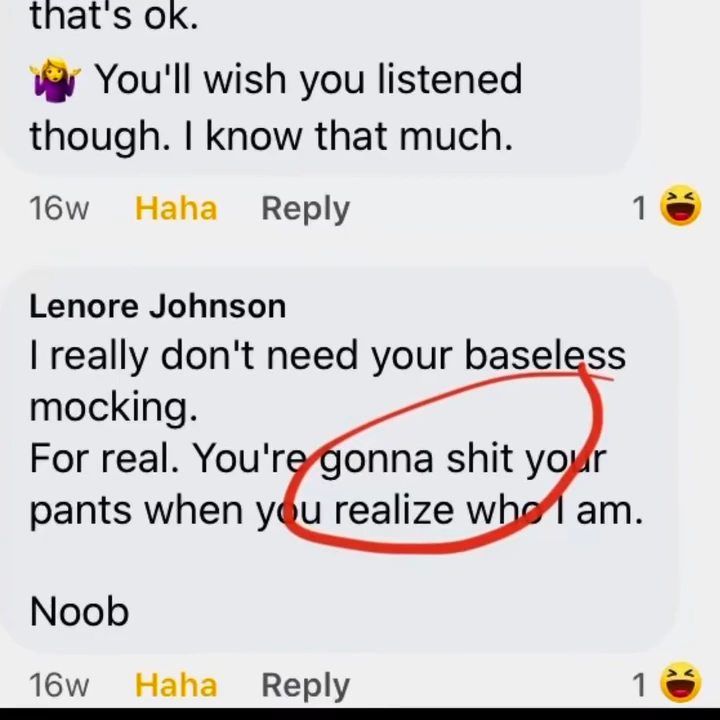 that's ok.
🤷‍♀️ You'll wish you listened
though. I know that much.
16w Haha Reply 1 😆
Lenore Johnson
I really don't need your baseless
mocking.
For real. You're gonna shit your
pants when you realize who I am.
Noob
16w Haha Reply 1 😆